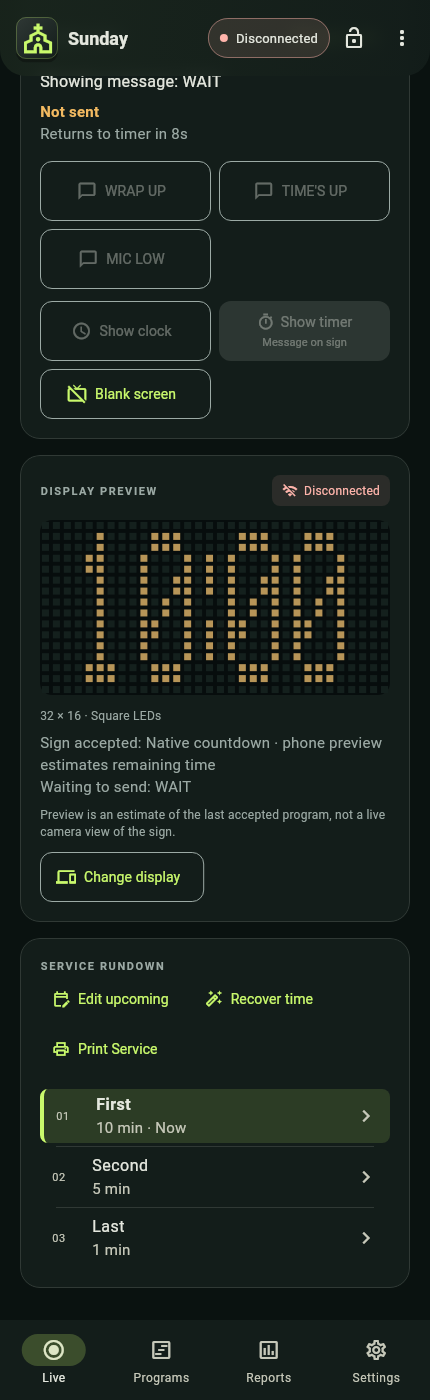 Sunday
Disconnected
Showing message: WAIT
Not sent
Returns to timer in 8s
WRAP UP
TIME'S UP
MIC LOW
Show clock
Show timer
Message on sign
Blank screen
DISPLAY PREVIEW
Disconnected
10:00
32 × 16 · Square LEDs
Sign accepted: Native countdown · phone preview
estimates remaining time
Waiting to send: WAIT
Preview is an estimate of the last accepted program, not a live
camera view of the sign.
Change display
SERVICE RUNDOWN
Edit upcoming
Recover time
Print Service
01
First
10 min · Now
02
Second
5 min
03
Last
1 min
Live
Programs
Reports
Settings